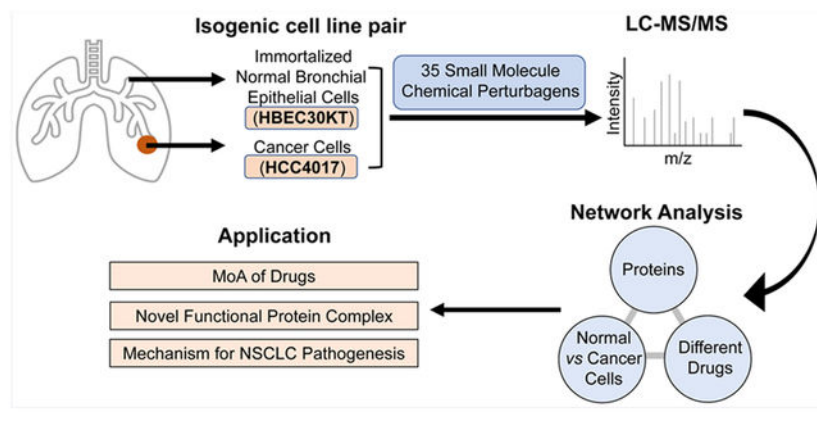 Isogenic cell line pair
Immortalized
Normal Bronchial
Epithelial Cells
(HBEC30KT)
Cancer Cells
(HCC4017)
35 Small Molecule
Chemical Perturbagens
LC-MS/MS
Intensity
m/z
Network Analysis
Proteins
Normal
vs Cancer
Cells
Different
Drugs
Application
MoA of Drugs
Novel Functional Protein Complex
Mechanism for NSCLC Pathogenesis